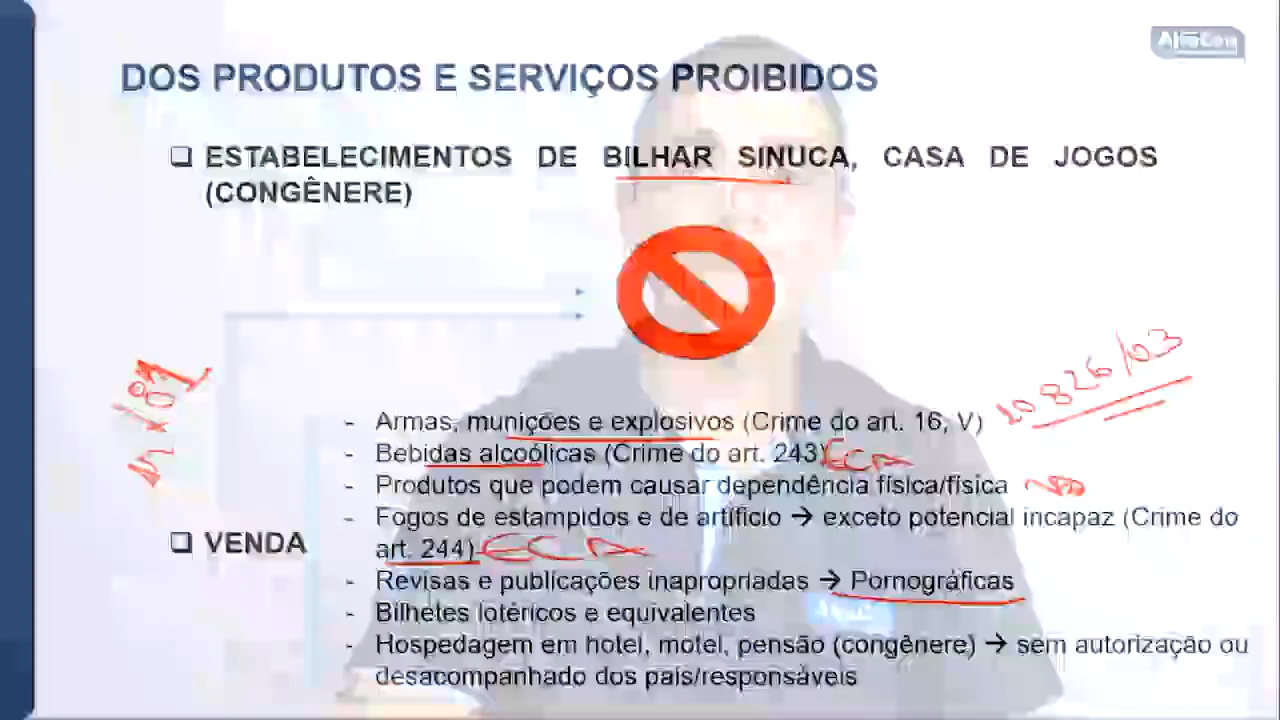 DOS PRODUTOS E SERVIÇOS PROIBIDOS
❑ ESTABELECIMENTOS DE BILHAR SINUCA, CASA DE JOGOS
(CONGÊNERE)
10826/03
- Armas, munições e explosivos (Crime do art. 16, V)
- Bebidas alcoólicas (Crime do art. 243) ECA
- Produtos que podem causar dependência física/física
- Fogos de estampidos e de artifício → exceto potencial incapaz (Crime do
art. 244) ECA
❑ VENDA
- Revisas e publicações inapropriadas → Pornográficas
- Bilhetes lotéricos e equivalentes
- Hospedagem em hotel, motel, pensão (congênere) → sem autorização ou
desacompanhado dos pais/responsáveis